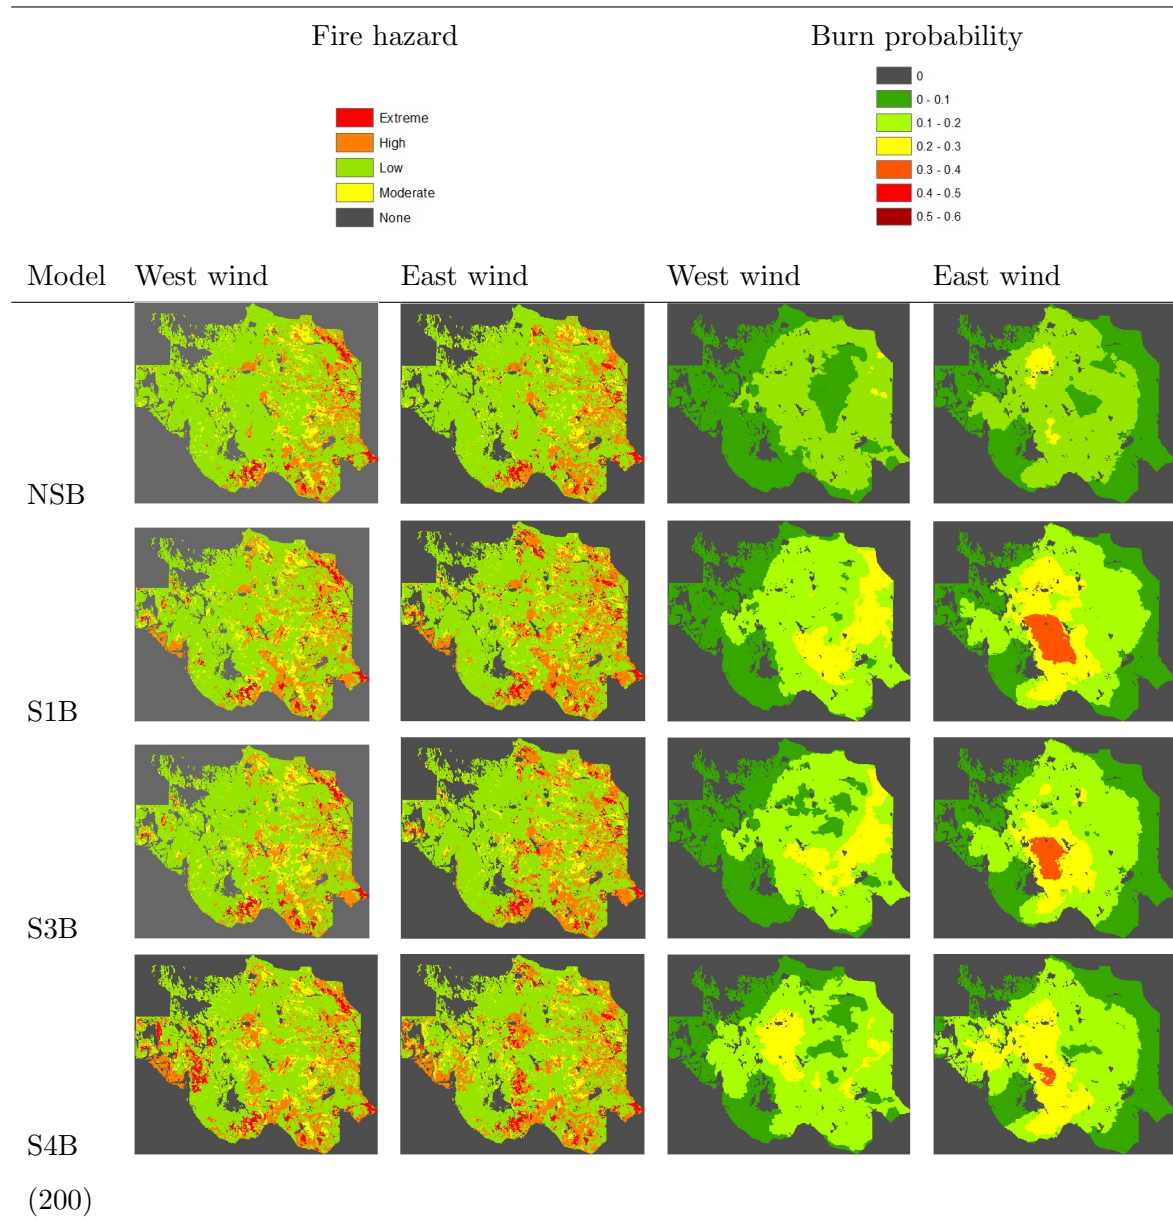 Fire hazard Burn probability
Extreme
High
Low
Moderate
None
0
0 - 0.1
0.1 - 0.2
0.2 - 0.3
0.3 - 0.4
0.4 - 0.5
0.5 - 0.6
Model West wind East wind West wind East wind
NSB
S1B
S3B
S4B
(200)